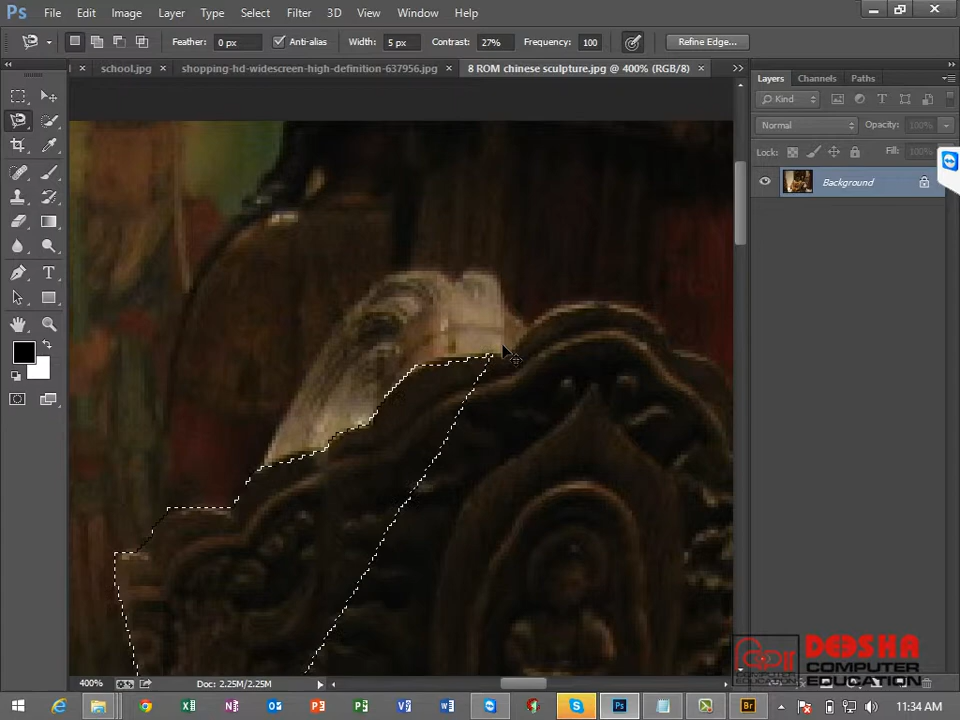 Ps File Edit Image Layer Type Select Filter 3D View Window Help
Feather: 0 px Anti-alias Width: 5 px Contrast: 27% Frequency: 100 Refine Edge...
school.jpg × shopping-hd-widescreen-high-definition-637956.jpg × 8 ROM chinese sculpture.jpg @ 400% (RGB/8) ×
Layers Channels Paths
Kind
Normal Opacity: 100%
Lock: Fill: 100%
Background
400% Doc: 2.25M/2.25M
DEESHA
COMPUTER
EDUCATION
11:34 AM